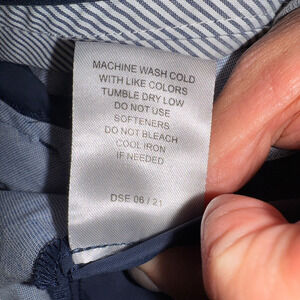 MACHINE WASH COLD
WITH LIKE COLORS
TUMBLE DRY LOW
DO NOT USE
SOFTENERS
DO NOT BLEACH
COOL IRON
IF NEEDED
DSE 06 / 21